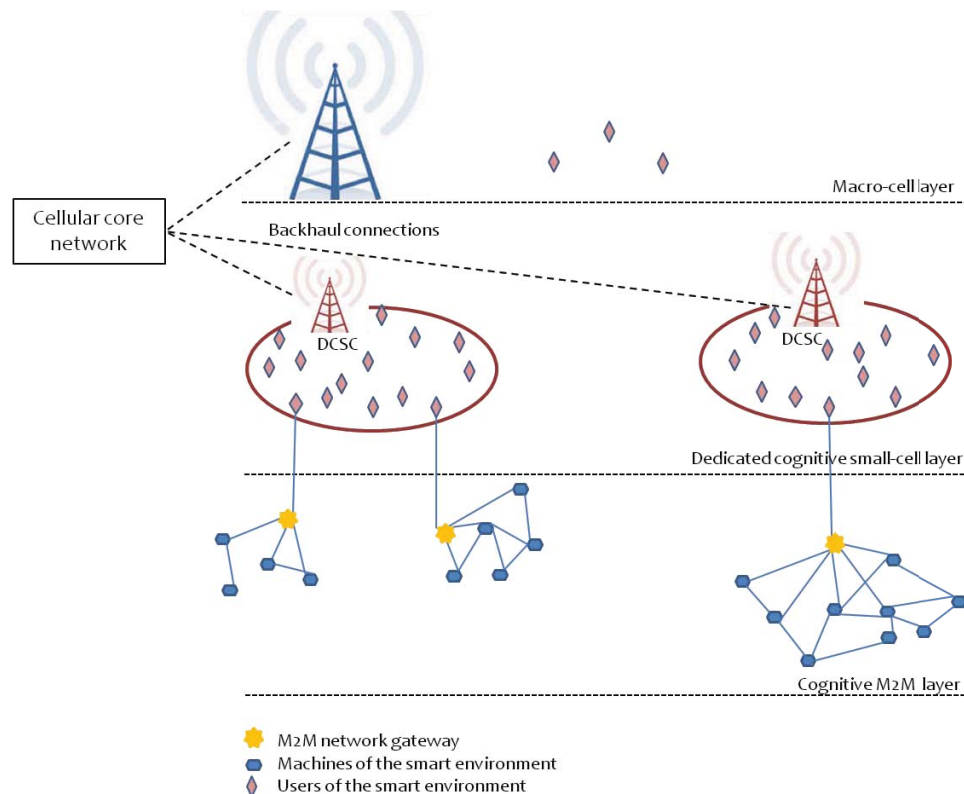 Macro-cell layer
Cellular core
network
Backhaul connections
DCSC
DCSC
Dedicated cognitive small-cell layer
Cognitive M2M layer
M2M network gateway
Machines of the smart environment
Users of the smart environment